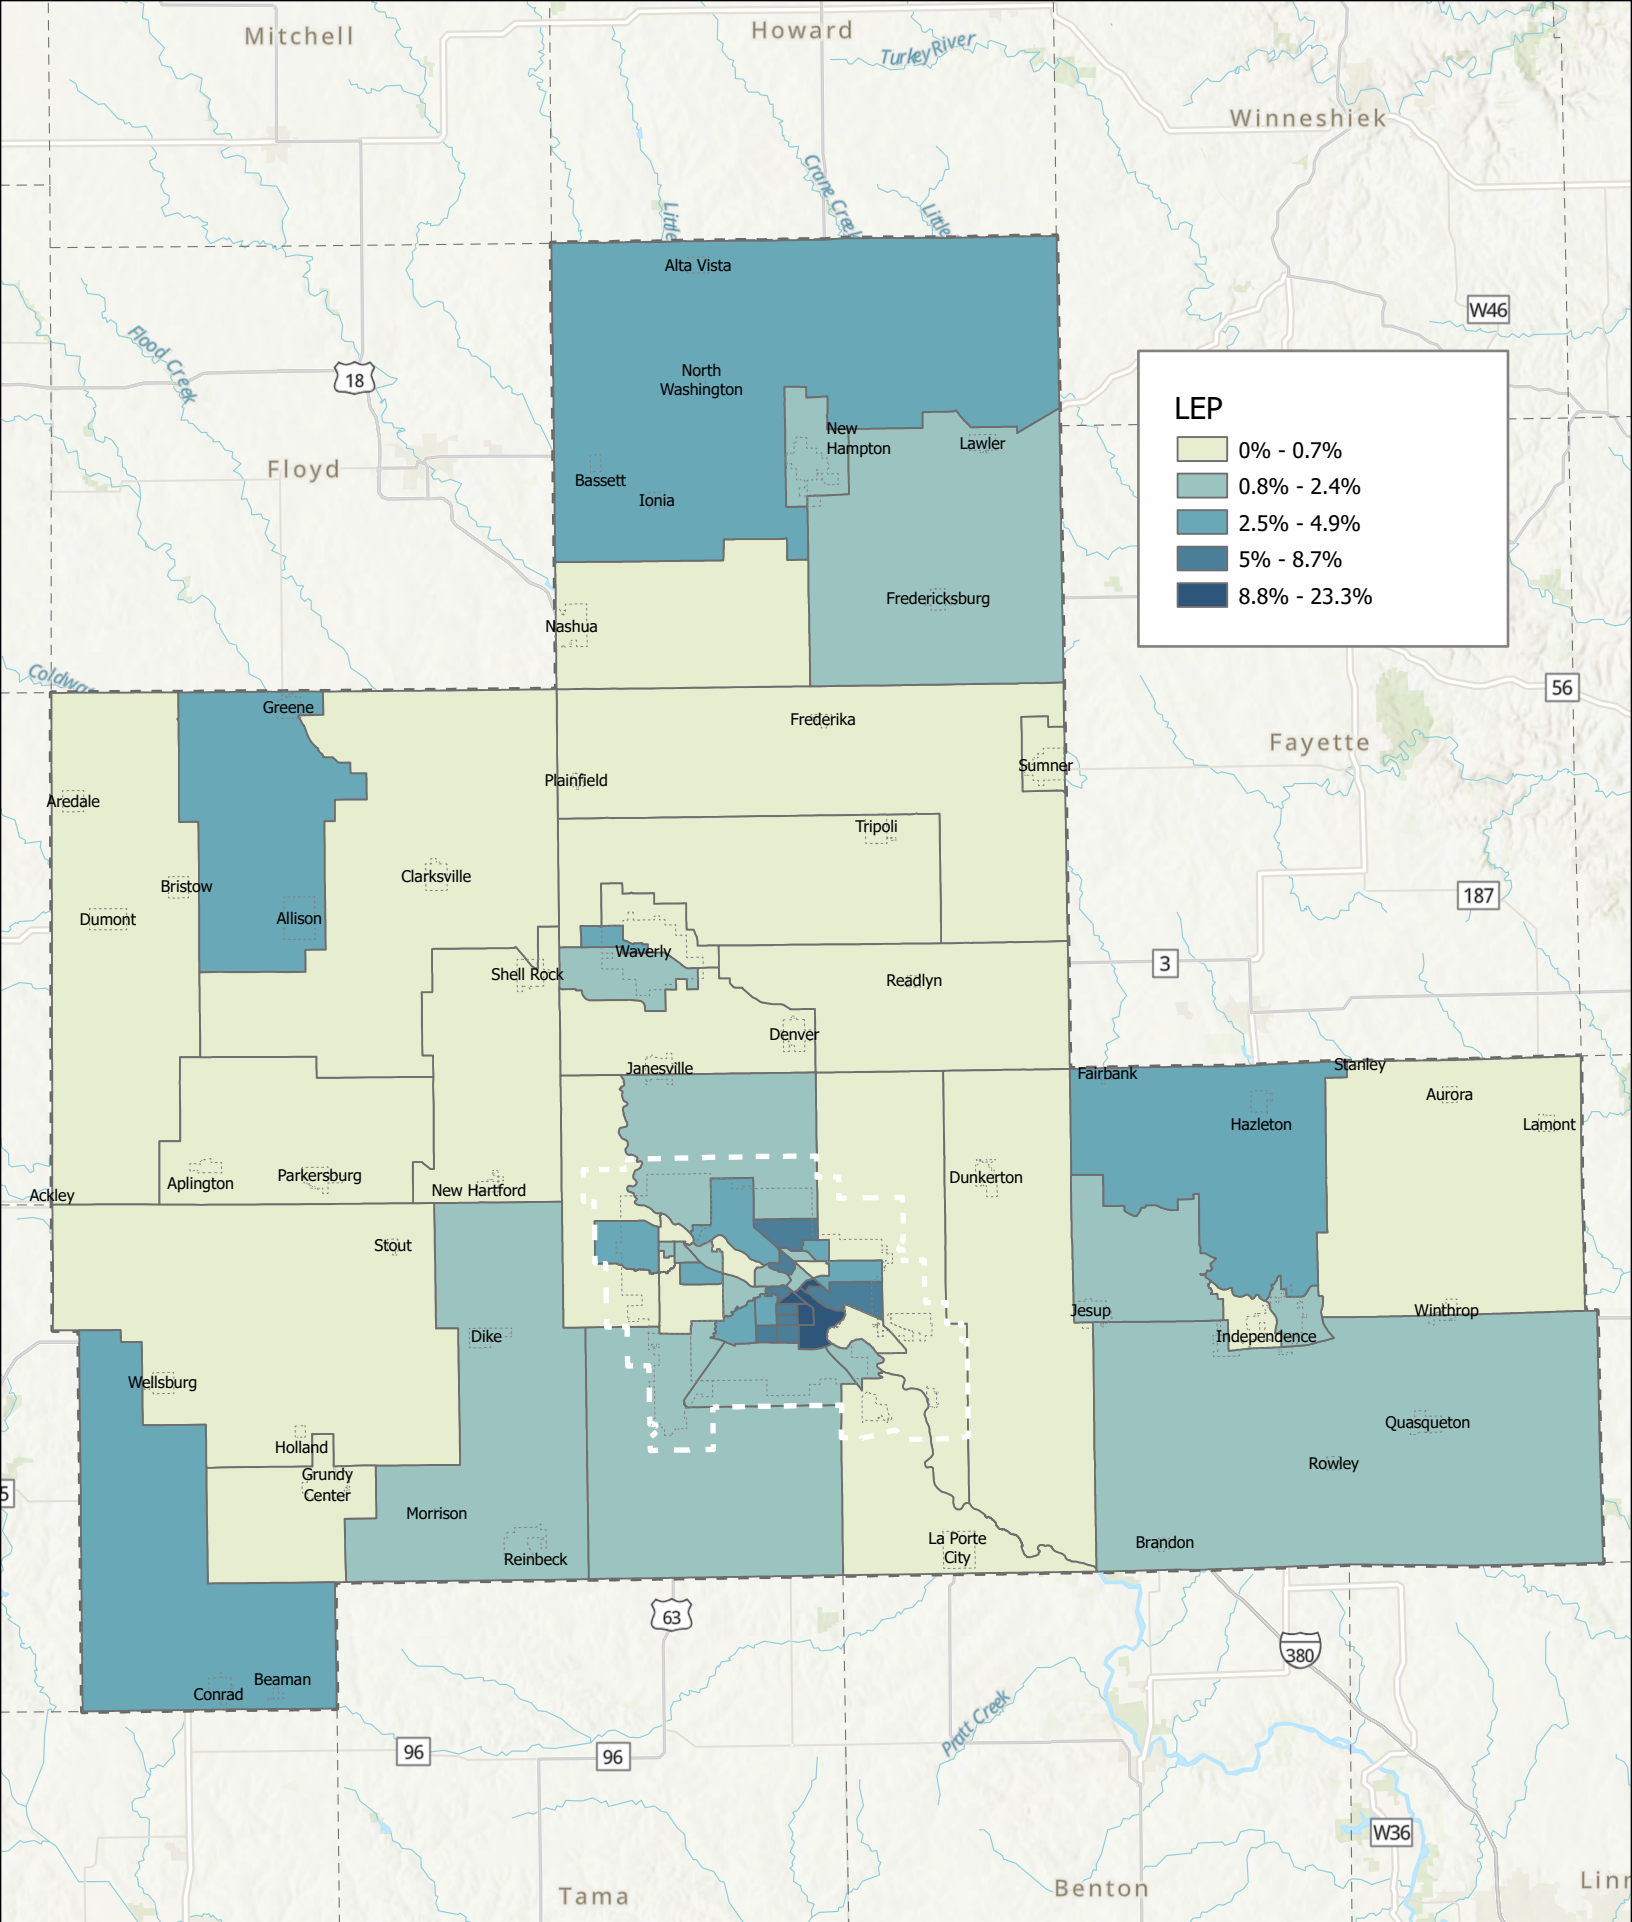 Mitchell
Howard
Turkey River
Winneshiek
Crane Creek
Little
Little
Alta Vista
W46
Flood Creek
18
North
Washington
LEP
0% - 0.7%
0.8% - 2.4%
2.5% - 4.9%
5% - 8.7%
8.8% - 23.3%
New
Hampton
Lawler
Floyd
Bassett
Ionia
Fredericksburg
Nashua
Coldwa
56
Greene
Frederika
Fayette
Sumner
Plainfield
Aredale
Tripoli
Clarksville
Bristow
187
Dumont
Allison
Waverly
3
Shell Rock
Readlyn
Denver
Janesville
Fairbank
Stanley
Aurora
Hazleton
Lamont
Parkersburg
Aplington
Dunkerton
New Hartford
Ackley
Stout
Jesup
Winthrop
Dike
Independence
Wellsburg
Quasqueton
Holland
Rowley
Grundy
Center
5
Morrison
La Porte
City
Brandon
Reinbeck
63
380
Beaman
Conrad
Pratt Creek
96
96
W36
Tama
Benton
Linn